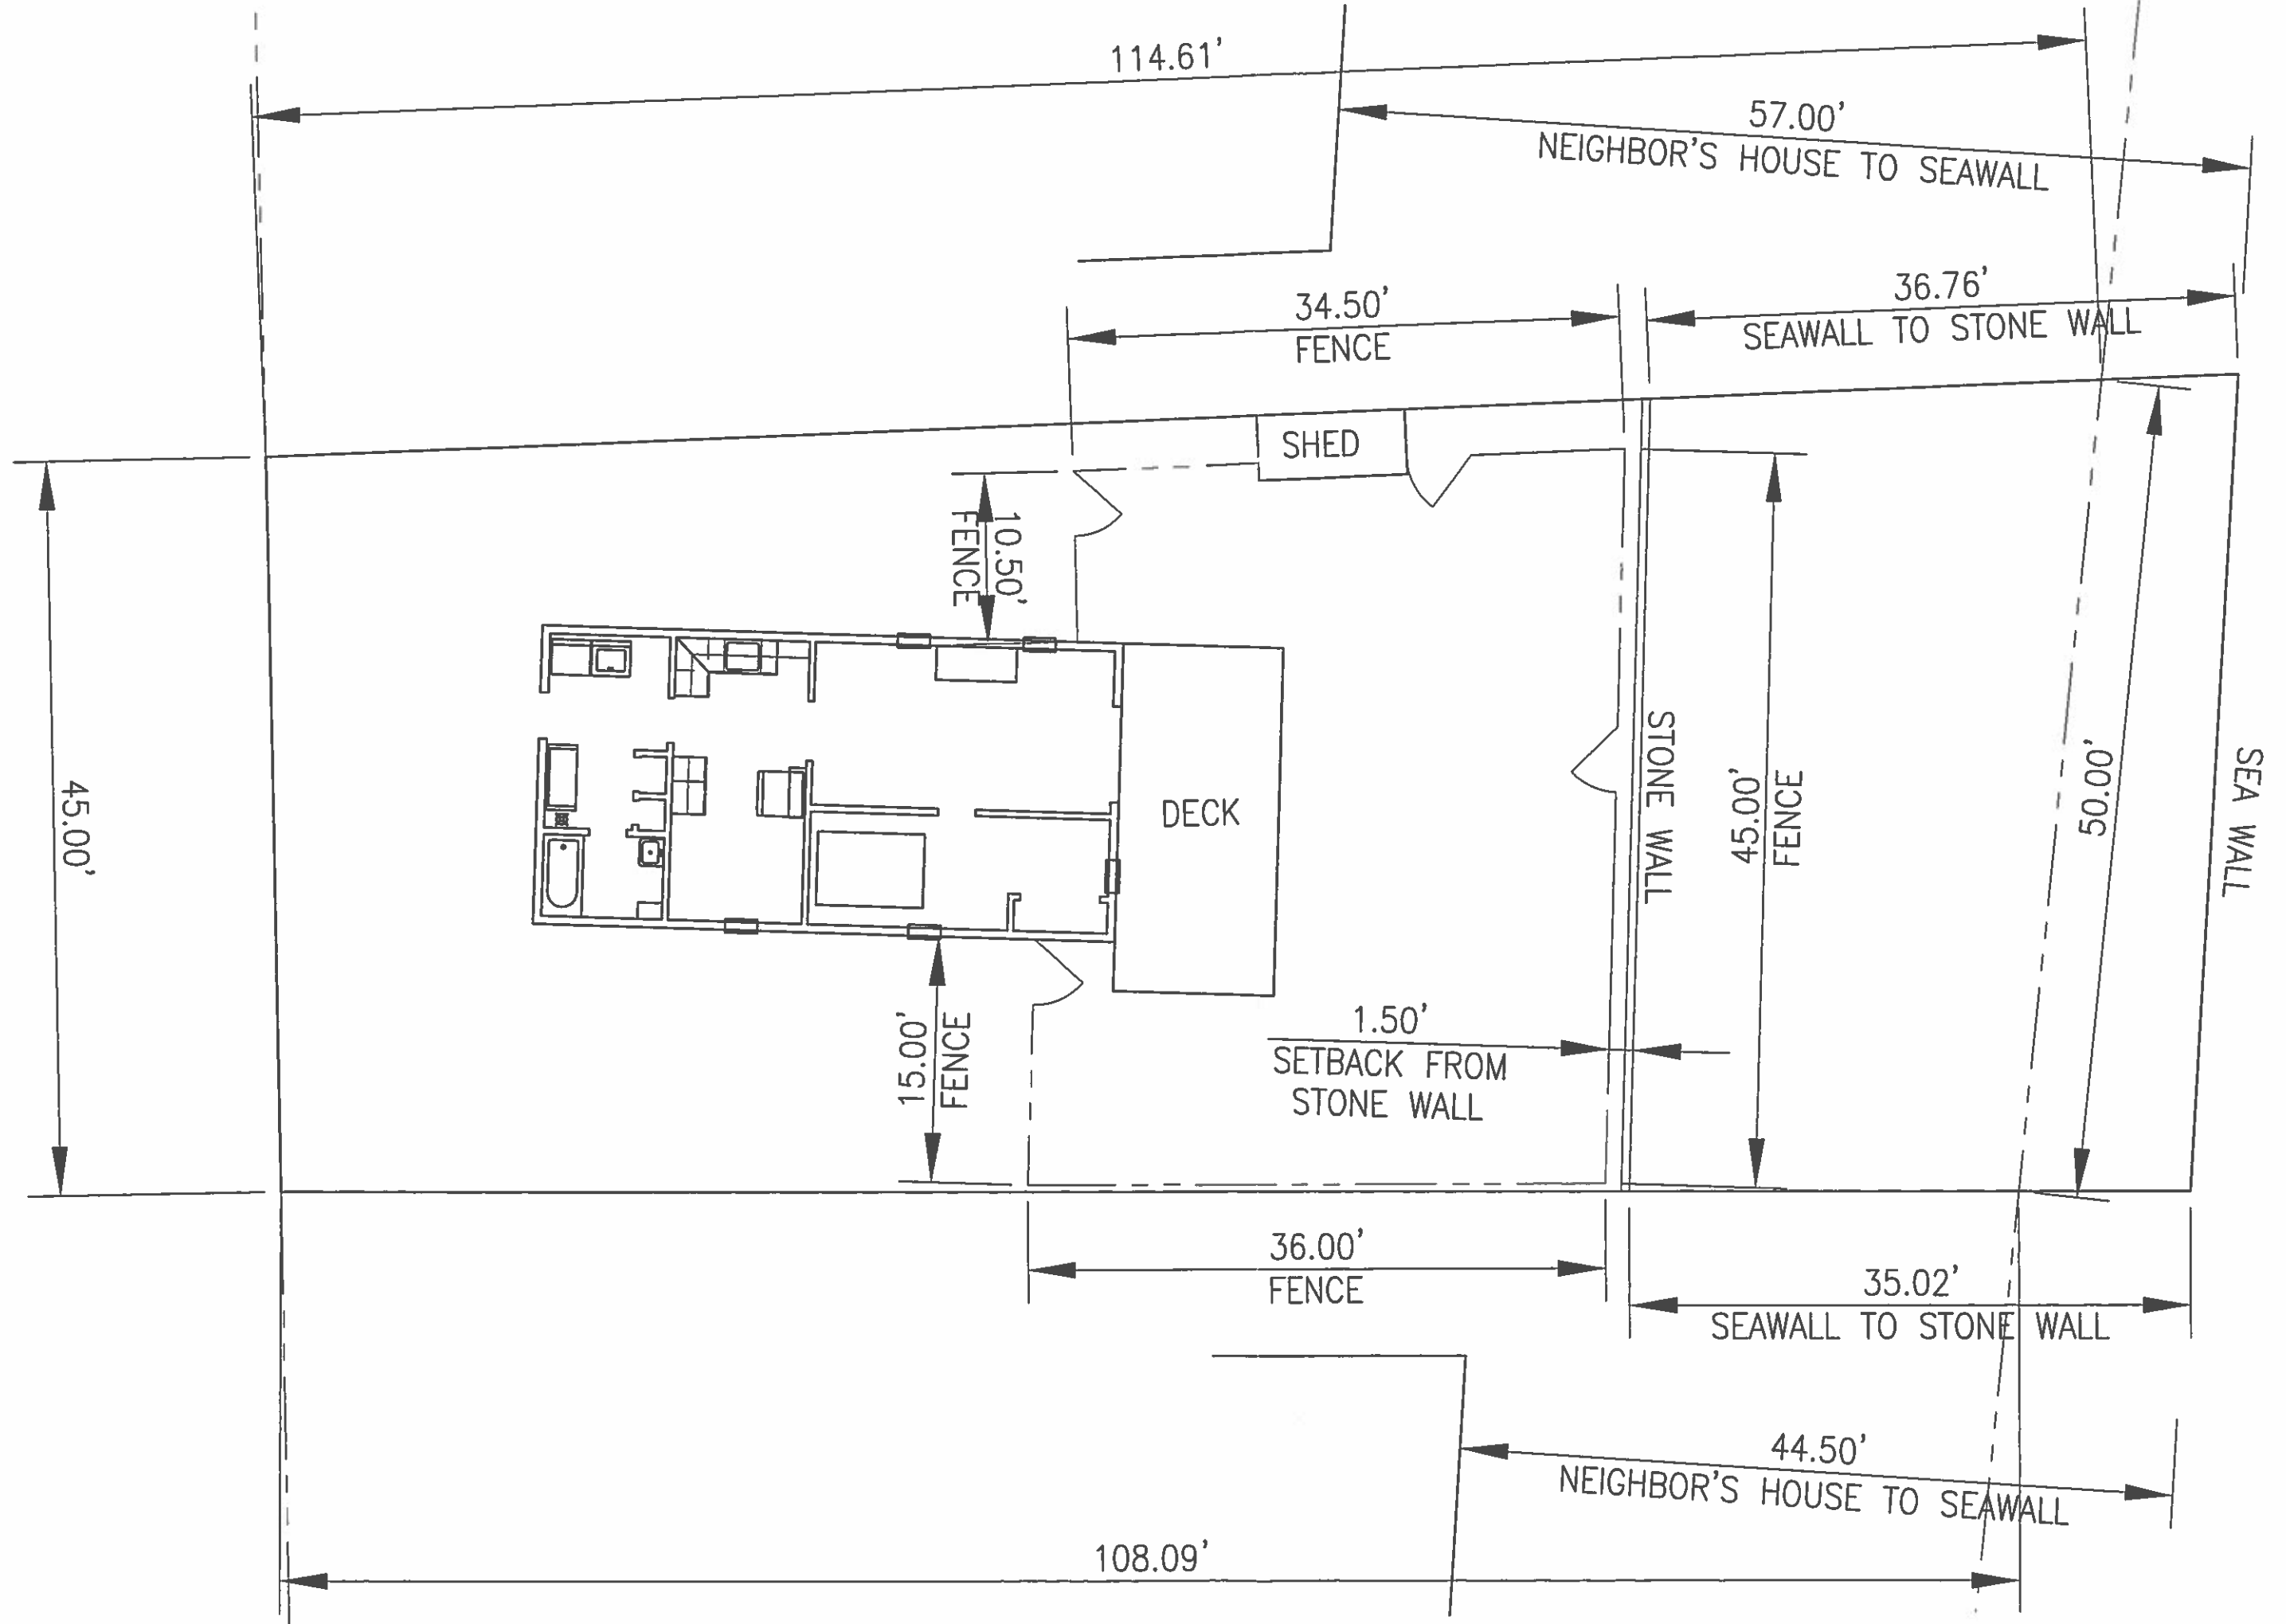 114.61'
57.00'
NEIGHBOR'S HOUSE TO SEAWALL
36.76'
SEAWALL TO STONE WALL
34.50'
FENCE
SHED
10.50'
FENCE
45.00'
DECK
STONE WALL
45.00'
FENCE
50.00'
SEA WALL
15.00'
FENCE
1.50'
SETBACK FROM
STONE WALL
36.00'
FENCE
35.02'
SEAWALL TO STONE WALL
44.50'
NEIGHBOR'S HOUSE TO SEAWALL
108.09'